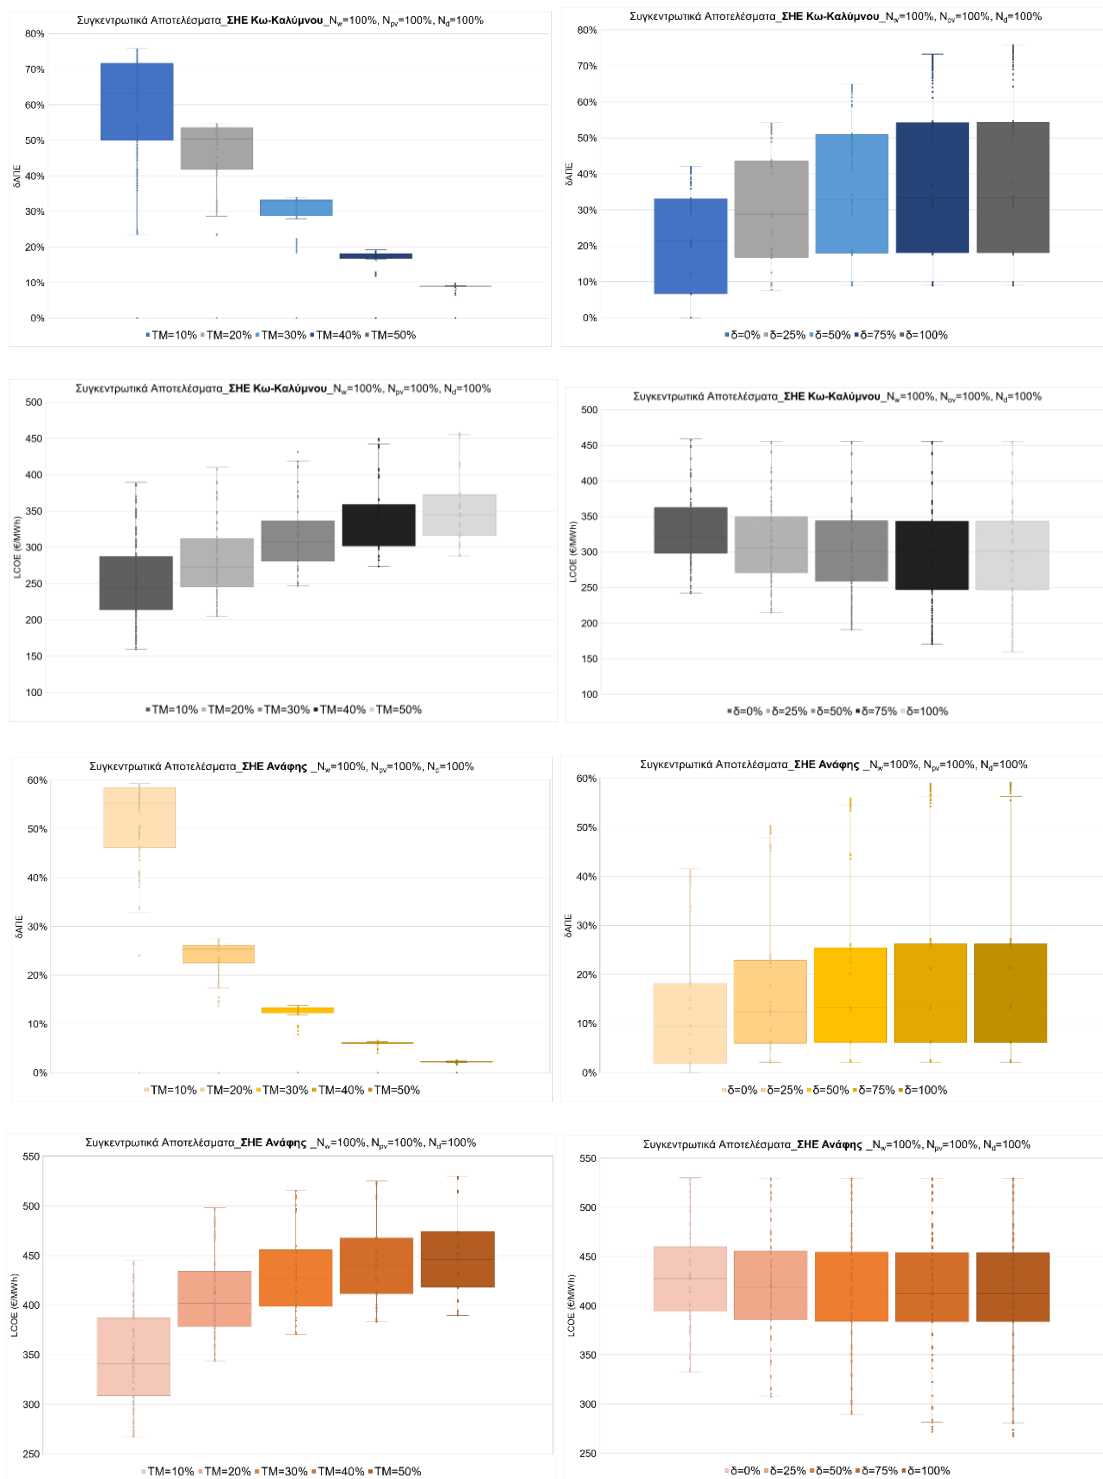 Συγκεντρωτικά Αποτελέσματα_ΣΗΕ Κω-Καλύμνου_Nw=100%, Npv=100%, Nd=100%
80%
70%
60%
50%
40%
30%
20%
10%
0%
δΑΠΕ
TM=10% TM=20% TM=30% TM=40% TM=50%
Συγκεντρωτικά Αποτελέσματα_ΣΗΕ Κω-Καλύμνου_Nw=100%, Npv=100%, Nd=100%
80%
70%
60%
50%
40%
30%
20%
10%
0%
δΑΠΕ
δ=0% δ=25% δ=50% δ=75% δ=100%
Συγκεντρωτικά Αποτελέσματα_ΣΗΕ Κω-Καλύμνου_Nw=100%, Npv=100%, Nd=100%
500
450
400
350
300
250
200
150
100
LCOE (€/MWh)
TM=10% TM=20% TM=30% TM=40% TM=50%
Συγκεντρωτικά Αποτελέσματα_ΣΗΕ Κω-Καλύμνου_Nw=100%, Npv=100%, Nd=100%
500
450
400
350
300
250
200
150
100
LCOE (€/MWh)
δ=0% δ=25% δ=50% δ=75% δ=100%
Συγκεντρωτικά Αποτελέσματα_ΣΗΕ Ανάφης _Nw=100%, Npv=100%, Nd=100%
60%
50%
40%
30%
20%
10%
0%
δΑΠΕ
TM=10% TM=20% TM=30% TM=40% TM=50%
Συγκεντρωτικά Αποτελέσματα_ΣΗΕ Ανάφης _Nw=100%, Npv=100%, Nd=100%
60%
50%
40%
30%
20%
10%
0%
δΑΠΕ
δ=0% δ=25% δ=50% δ=75% δ=100%
Συγκεντρωτικά Αποτελέσματα_ΣΗΕ Ανάφης _Nw=100%, Npv=100%, Nd=100%
550
500
450
400
350
300
250
LCOE (€/MWh)
TM=10% TM=20% TM=30% TM=40% TM=50%
Συγκεντρωτικά Αποτελέσματα_ΣΗΕ Ανάφης _Nw=100%, Npv=100%, Nd=100%
550
500
450
400
350
300
250
LCOE (€/MWh)
δ=0% δ=25% δ=50% δ=75% δ=100%